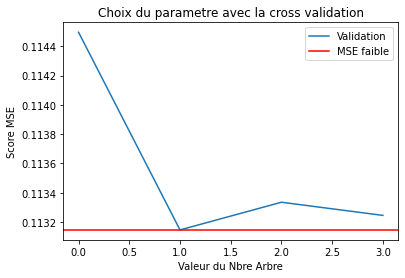 Choix du parametre avec la cross validation
Validation
MSE faible
Score MSE
0.1144
0.1142
0.1140
0.1138
0.1136
0.1134
0.1132
0.0
0.5
1.0
1.5
2.0
2.5
3.0
Valeur du Nbre Arbre